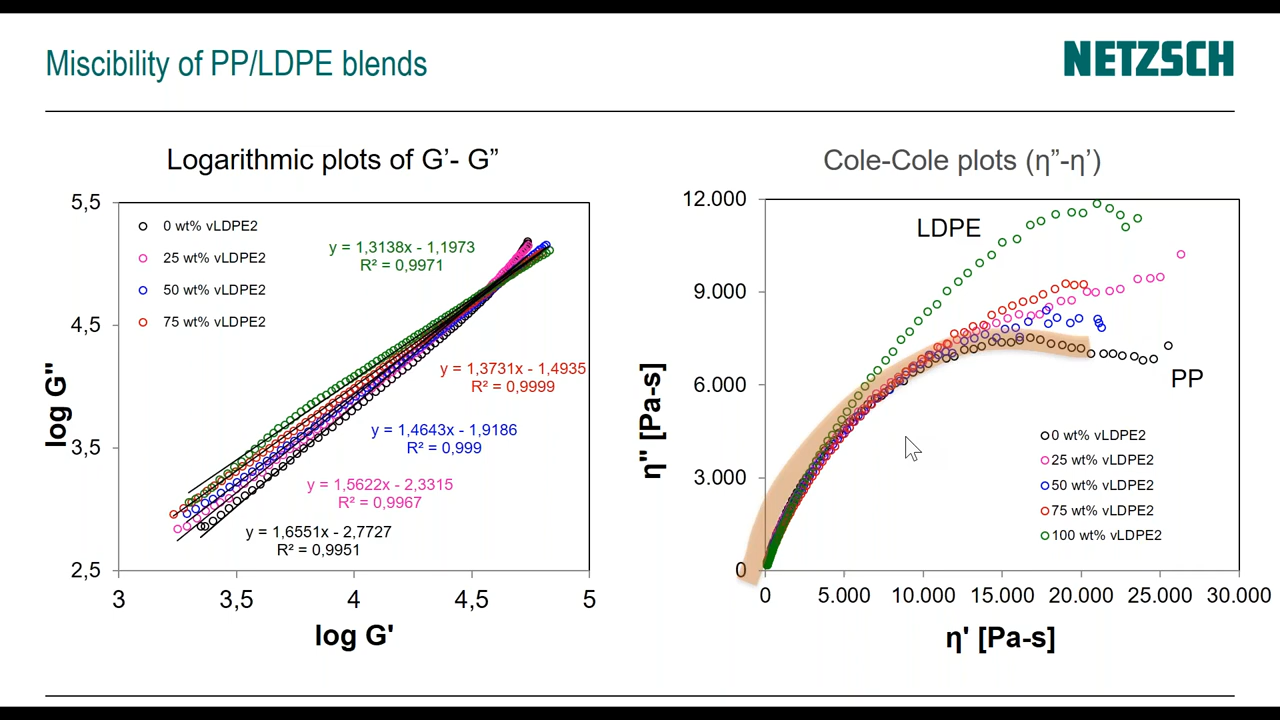 Miscibility of PP/LDPE blends
NETZSCH
Logarithmic plots of G’- G”
5,5
4,5
3,5
2,5
3
3,5
4
4,5
5
log G"
log G'
0 wt% vLDPE2
25 wt% vLDPE2
50 wt% vLDPE2
75 wt% vLDPE2
y = 1,3138x - 1,1973
R² = 0,9971
y = 1,3731x - 1,4935
R² = 0,9999
y = 1,4643x - 1,9186
R² = 0,999
y = 1,5622x - 2,3315
R² = 0,9967
y = 1,6551x - 2,7727
R² = 0,9951
Cole-Cole plots (η”-η’)
12.000
9.000
6.000
3.000
0
0
5.000
10.000
15.000
20.000
25.000
30.000
η" [Pa-s]
η' [Pa-s]
LDPE
PP
0 wt% vLDPE2
25 wt% vLDPE2
50 wt% vLDPE2
75 wt% vLDPE2
100 wt% vLDPE2